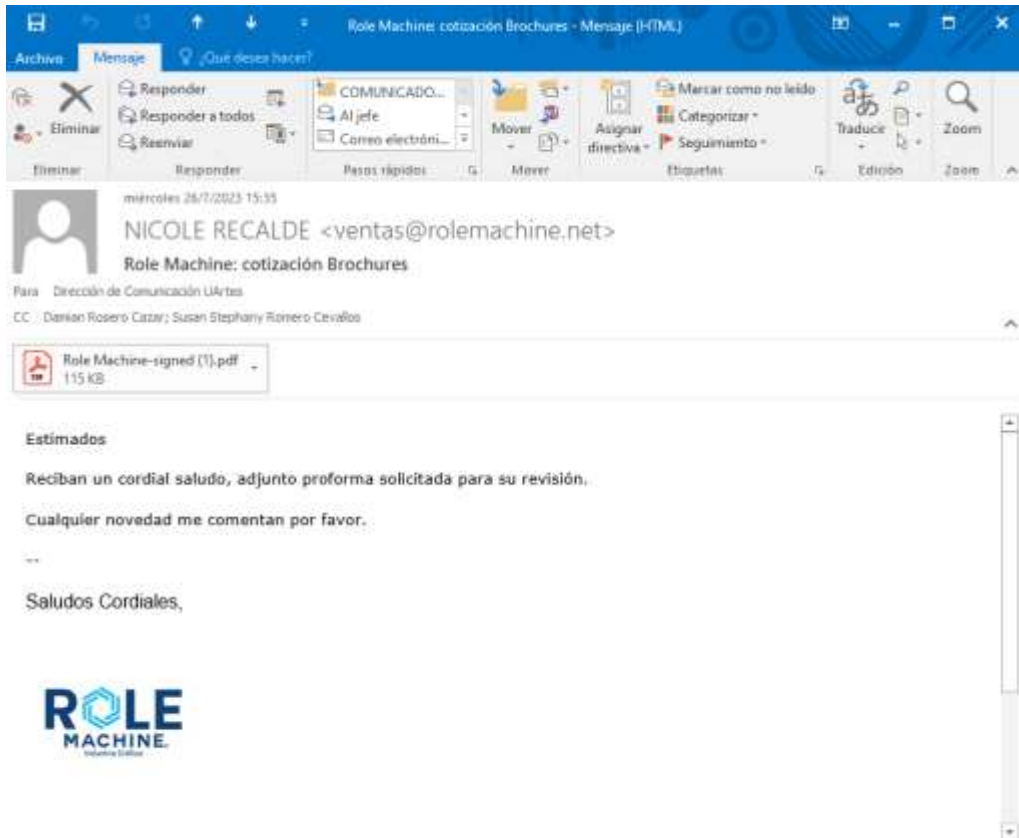 Role Machine: cotización Brochures - Mensaje (HTML)
Archivo Mensaje ¿Qué desea hacer?
Eliminar
Responder
Responder a todos
Reenviar
COMUNICADO...
Al jefe
Correo electróni...
Mover
Asignar directiva
Marcar como no leído
Categorizar
Seguimiento
Traducir
Zoom
Eliminar Responder Pasos rápidos Mover Etiquetas Edición Zoom
miércoles 26/7/2023 15:35
NICOLE RECALDE <ventas@rolemachine.net>
Role Machine: cotización Brochures
Para Dirección de Comunicación UArtes
CC Damian Rosero Cazar; Susan Stephany Romero Cevallos
Role Machine-signed (1).pdf
115 KB
Estimados
Reciban un cordial saludo, adjunto proforma solicitada para su revisión.
Cualquier novedad me comentan por favor.
--
Saludos Cordiales,
ROLE
MACHINE.
Industria Gráfica